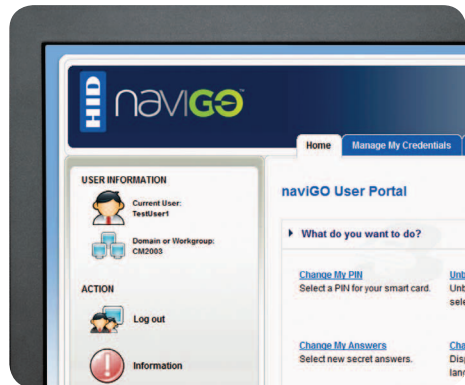 HID
naviGO™
Home
Manage My Credentials
USER INFORMATION
Current User:
TestUser1
Domain or Workgroup:
CM2003
ACTION
Log out
Information
naviGO User Portal
What do you want to do?
Change My PIN
Select a PIN for your smart card.
Change My Answers
Select new secret answers.